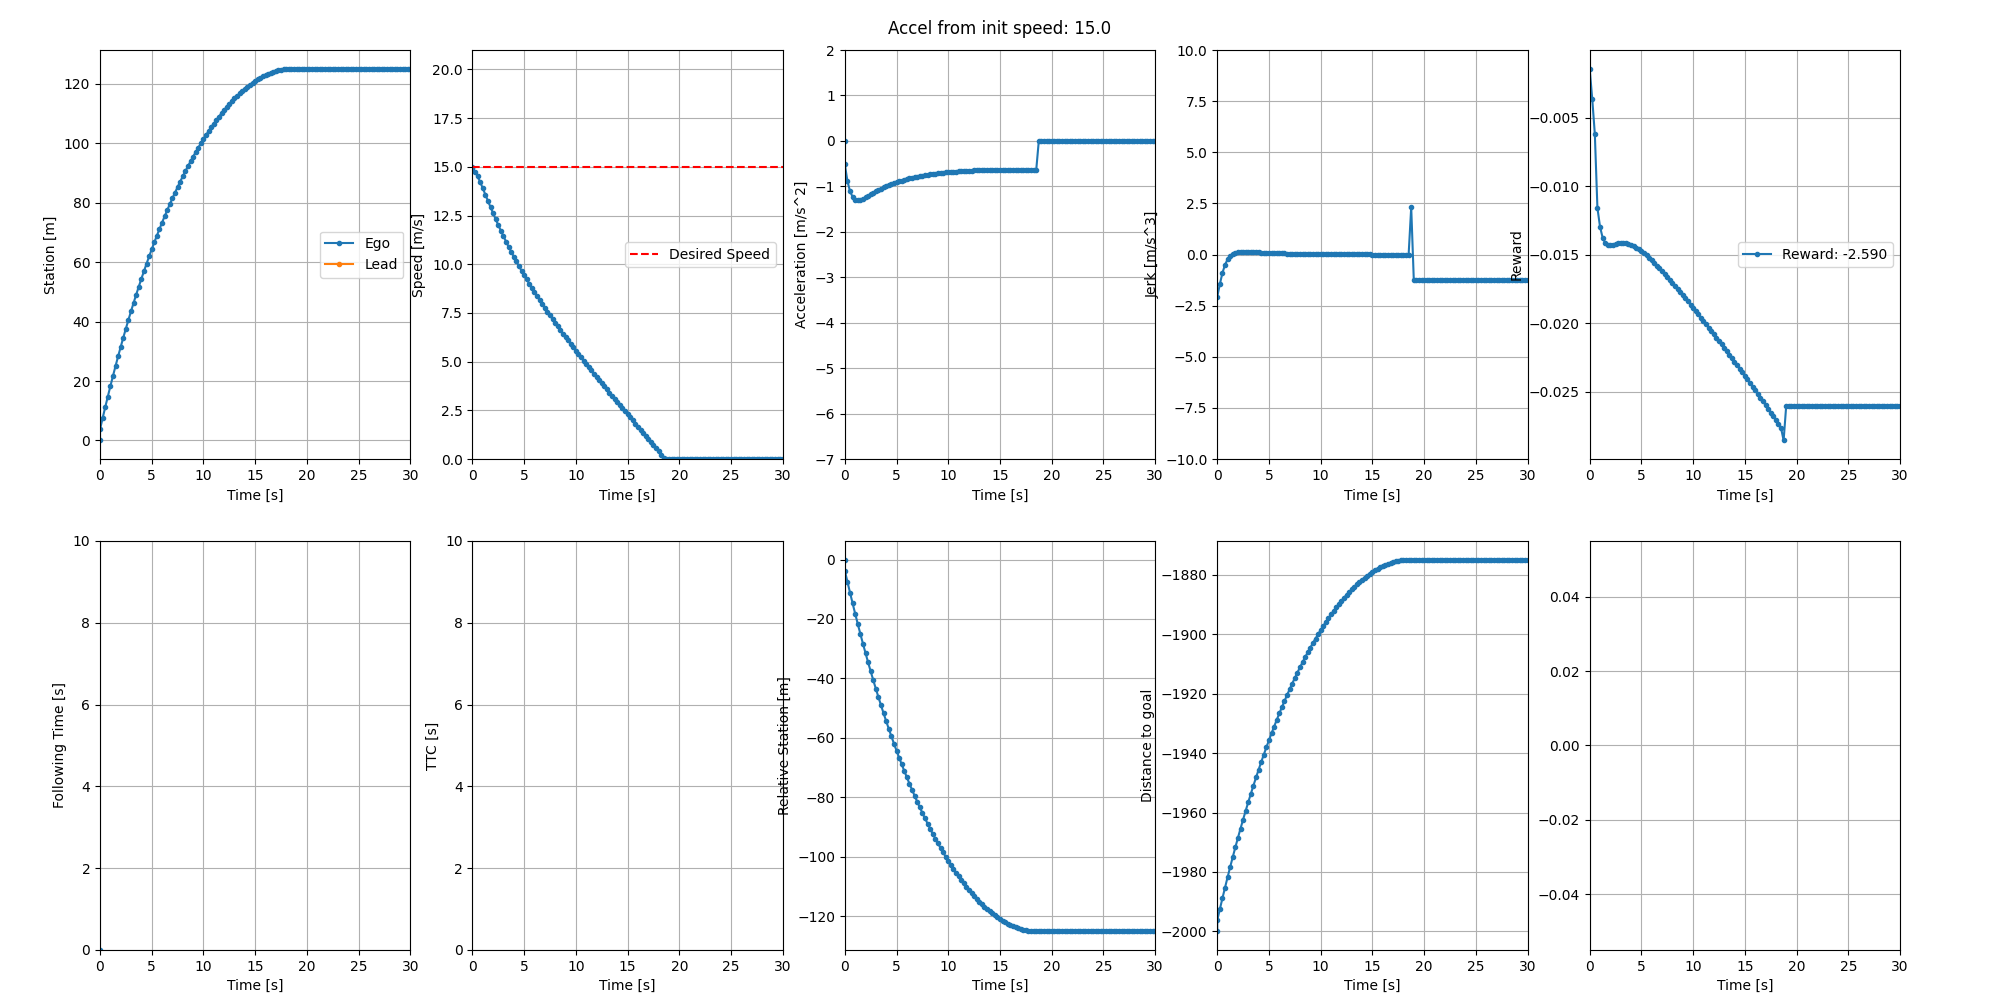 Accel from init speed: 15.0
Station [m]
120
100
80
60
40
20
0
Ego
Lead
0 5 10 15 20 25 30
Time [s]
Speed [m/s]
20.0
17.5
15.0
12.5
10.0
7.5
5.0
2.5
0.0
Desired Speed
0 5 10 15 20 25 30
Time [s]
Acceleration [m/s^2]
2
1
0
−1
−2
−3
−4
−5
−6
−7
0 5 10 15 20 25 30
Time [s]
Jerk [m/s^3]
10.0
7.5
5.0
2.5
0.0
−2.5
−5.0
−7.5
−10.0
0 5 10 15 20 25 30
Time [s]
Reward
−0.005
−0.010
−0.015
−0.020
−0.025
Reward: -2.590
0 5 10 15 20 25 30
Time [s]
Following Time [s]
10
8
6
4
2
0
0 5 10 15 20 25 30
Time [s]
TTC [s]
10
8
6
4
2
0
0 5 10 15 20 25 30
Time [s]
Relative Station [m]
0
−20
−40
−60
−80
−100
−120
0 5 10 15 20 25 30
Time [s]
Distance to goal
−1880
−1900
−1920
−1940
−1960
−1980
−2000
0 5 10 15 20 25 30
Time [s]
0.04
0.02
0.00
−0.02
−0.04
0 5 10 15 20 25 30
Time [s]